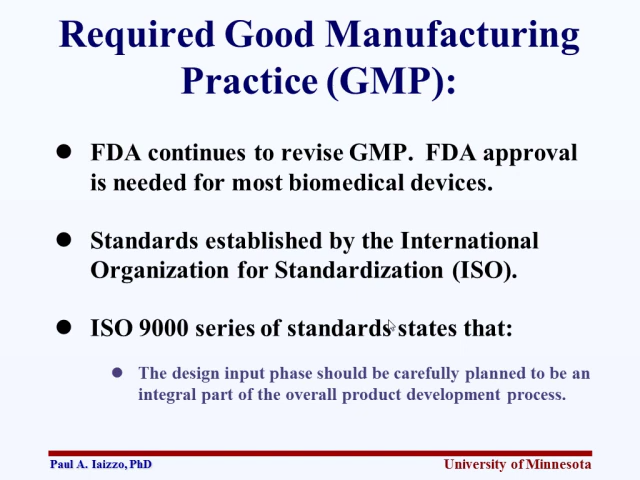 Required Good Manufacturing
Practice (GMP):
● FDA continues to revise GMP. FDA approval
is needed for most biomedical devices.
● Standards established by the International
Organization for Standardization (ISO).
● ISO 9000 series of standards states that:
● The design input phase should be carefully planned to be an
integral part of the overall product development process.
Paul A. Iaizzo, PhD
University of Minnesota